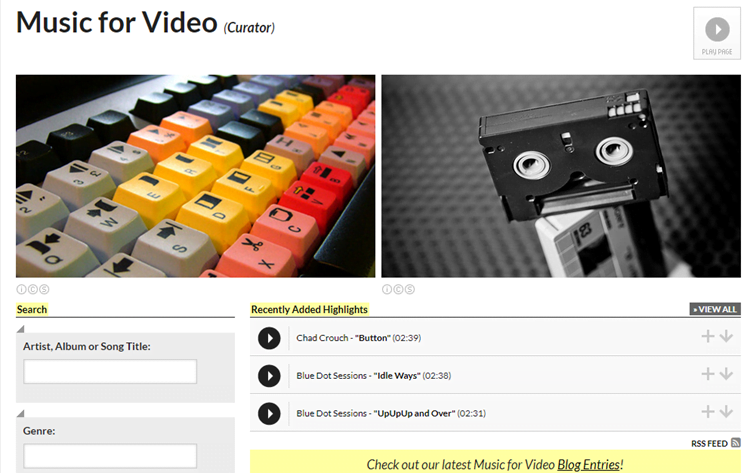 Music for Video (Curator)
PLAY PAGE
E
R
D
F
S
W
C
Search
Artist, Album or Song Title:
Genre:
Recently Added Highlights
• VIEW ALL
Chad Crouch - "Button" (02:39)
Blue Dot Sessions - "Idle Ways" (02:38)
Blue Dot Sessions - "UpUpUp and Over" (02:31)
RSS FEED
Check out our latest Music for Video Blog Entries!